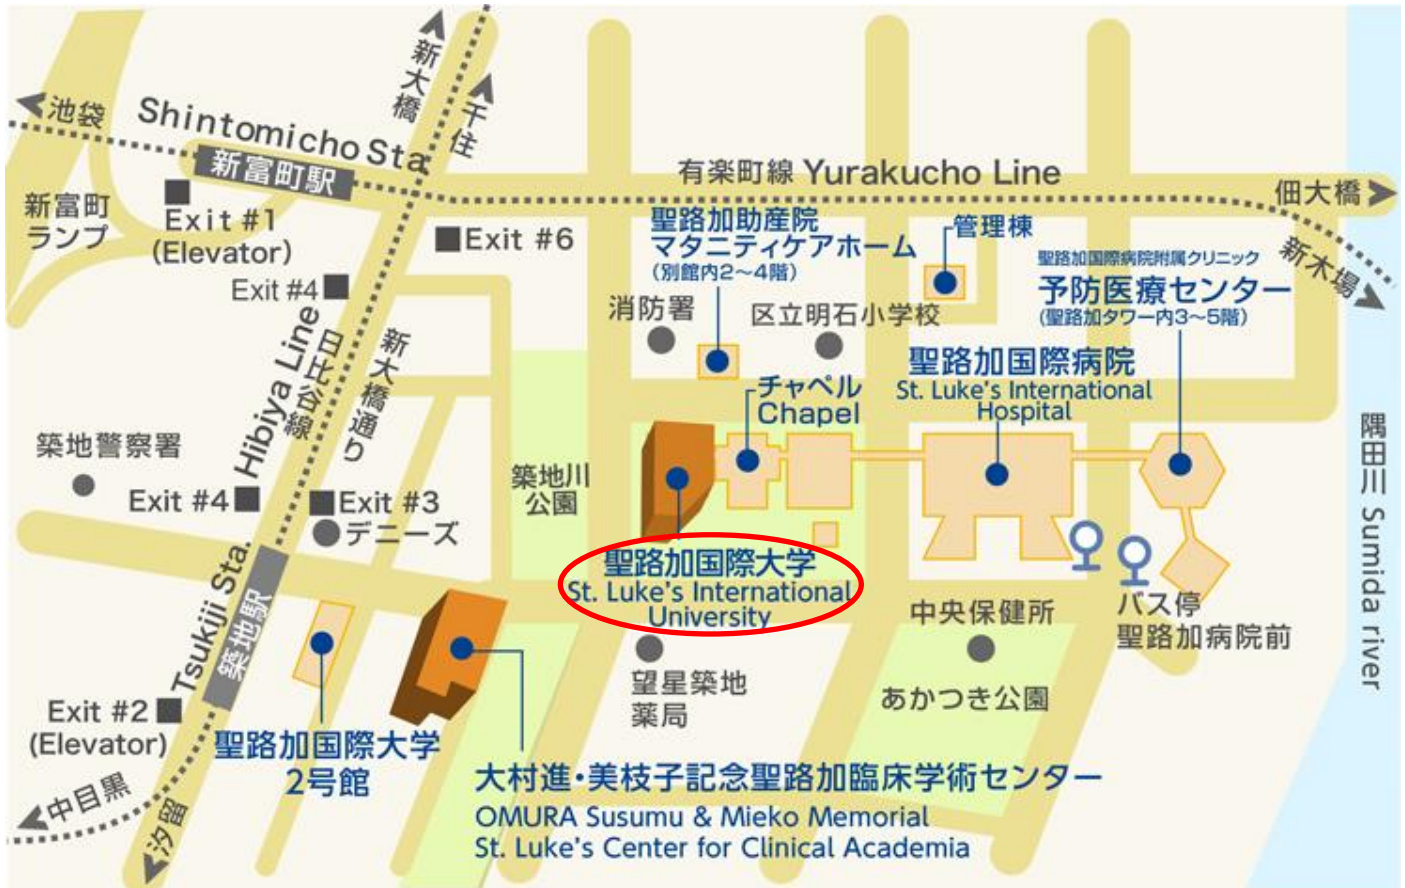 新大橋
千住
池袋
Shintomicho Sta.
新富町駅
有楽町線 Yurakucho Line
佃大橋
新木場
新富町
ランプ
Exit #1
(Elevator)
Exit #6
Exit #4
聖路加助産院
マタニティケアホーム
(別館内2～4階)
管理棟
聖路加国際病院附属クリニック
予防医療センター
(聖路加タワー内3～5階)
消防署
区立明石小学校
Hibiya Line
日比谷線
新大橋通り
チャペル
Chapel
聖路加国際病院
St. Luke's International
Hospital
築地警察署
Exit #4
Exit #3
デニーズ
築地川
公園
隅田川 Sumida river
聖路加国際大学
St. Luke's International
University
Tsukiji Sta.
築地駅
中央保健所
バス停
聖路加病院前
望星築地
薬局
あかつき公園
Exit #2
(Elevator)
聖路加国際大学
2号館
大村進・美枝子記念聖路加臨床学術センター
OMURA Susumu & Mieko Memorial
St. Luke's Center for Clinical Academia
中目黒
汐留